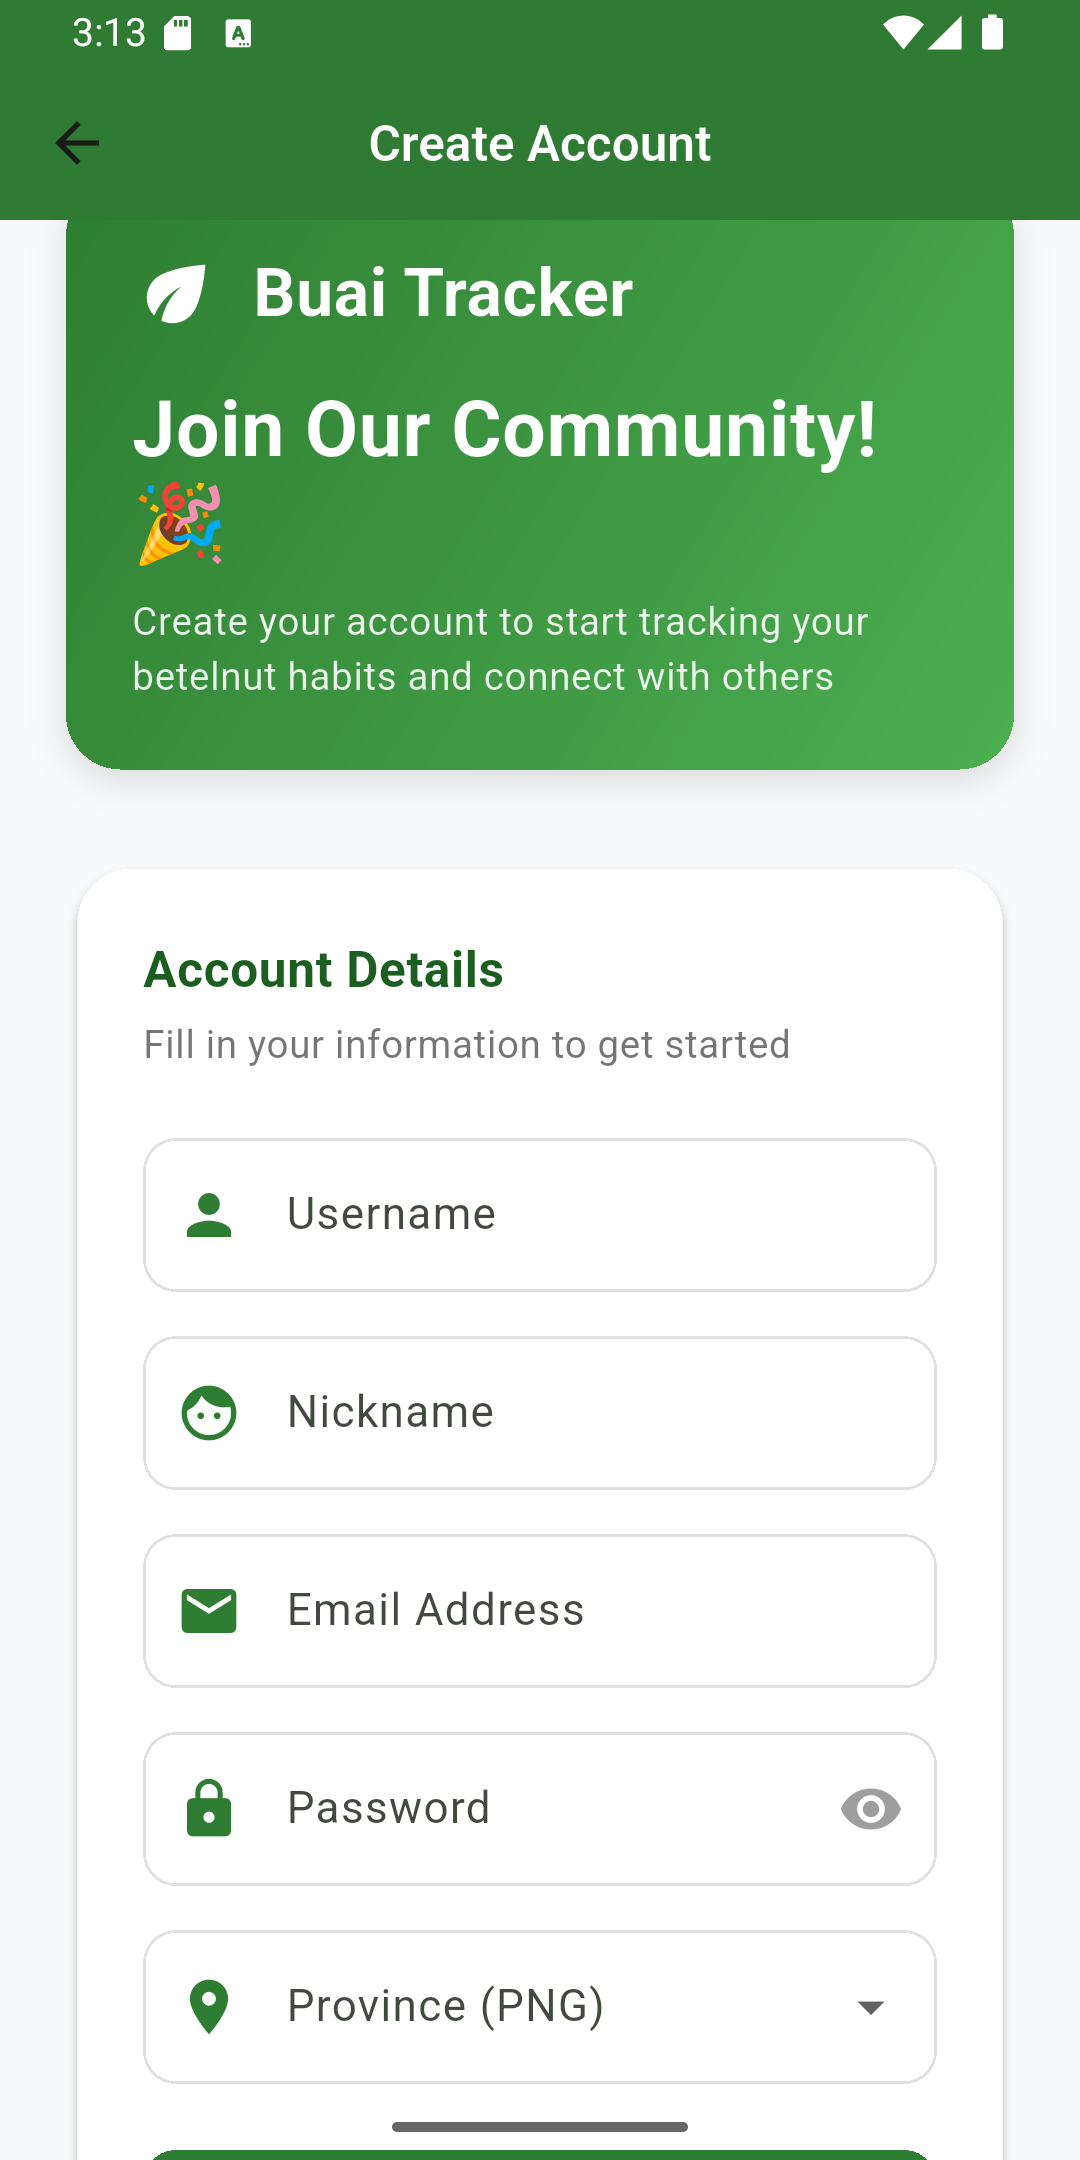 3:13
Create Account
Buai Tracker
Join Our Community!
🎉
Create your account to start tracking your
betelnut habits and connect with others
Account Details
Fill in your information to get started
Username
Nickname
Email Address
Password
Province (PNG)